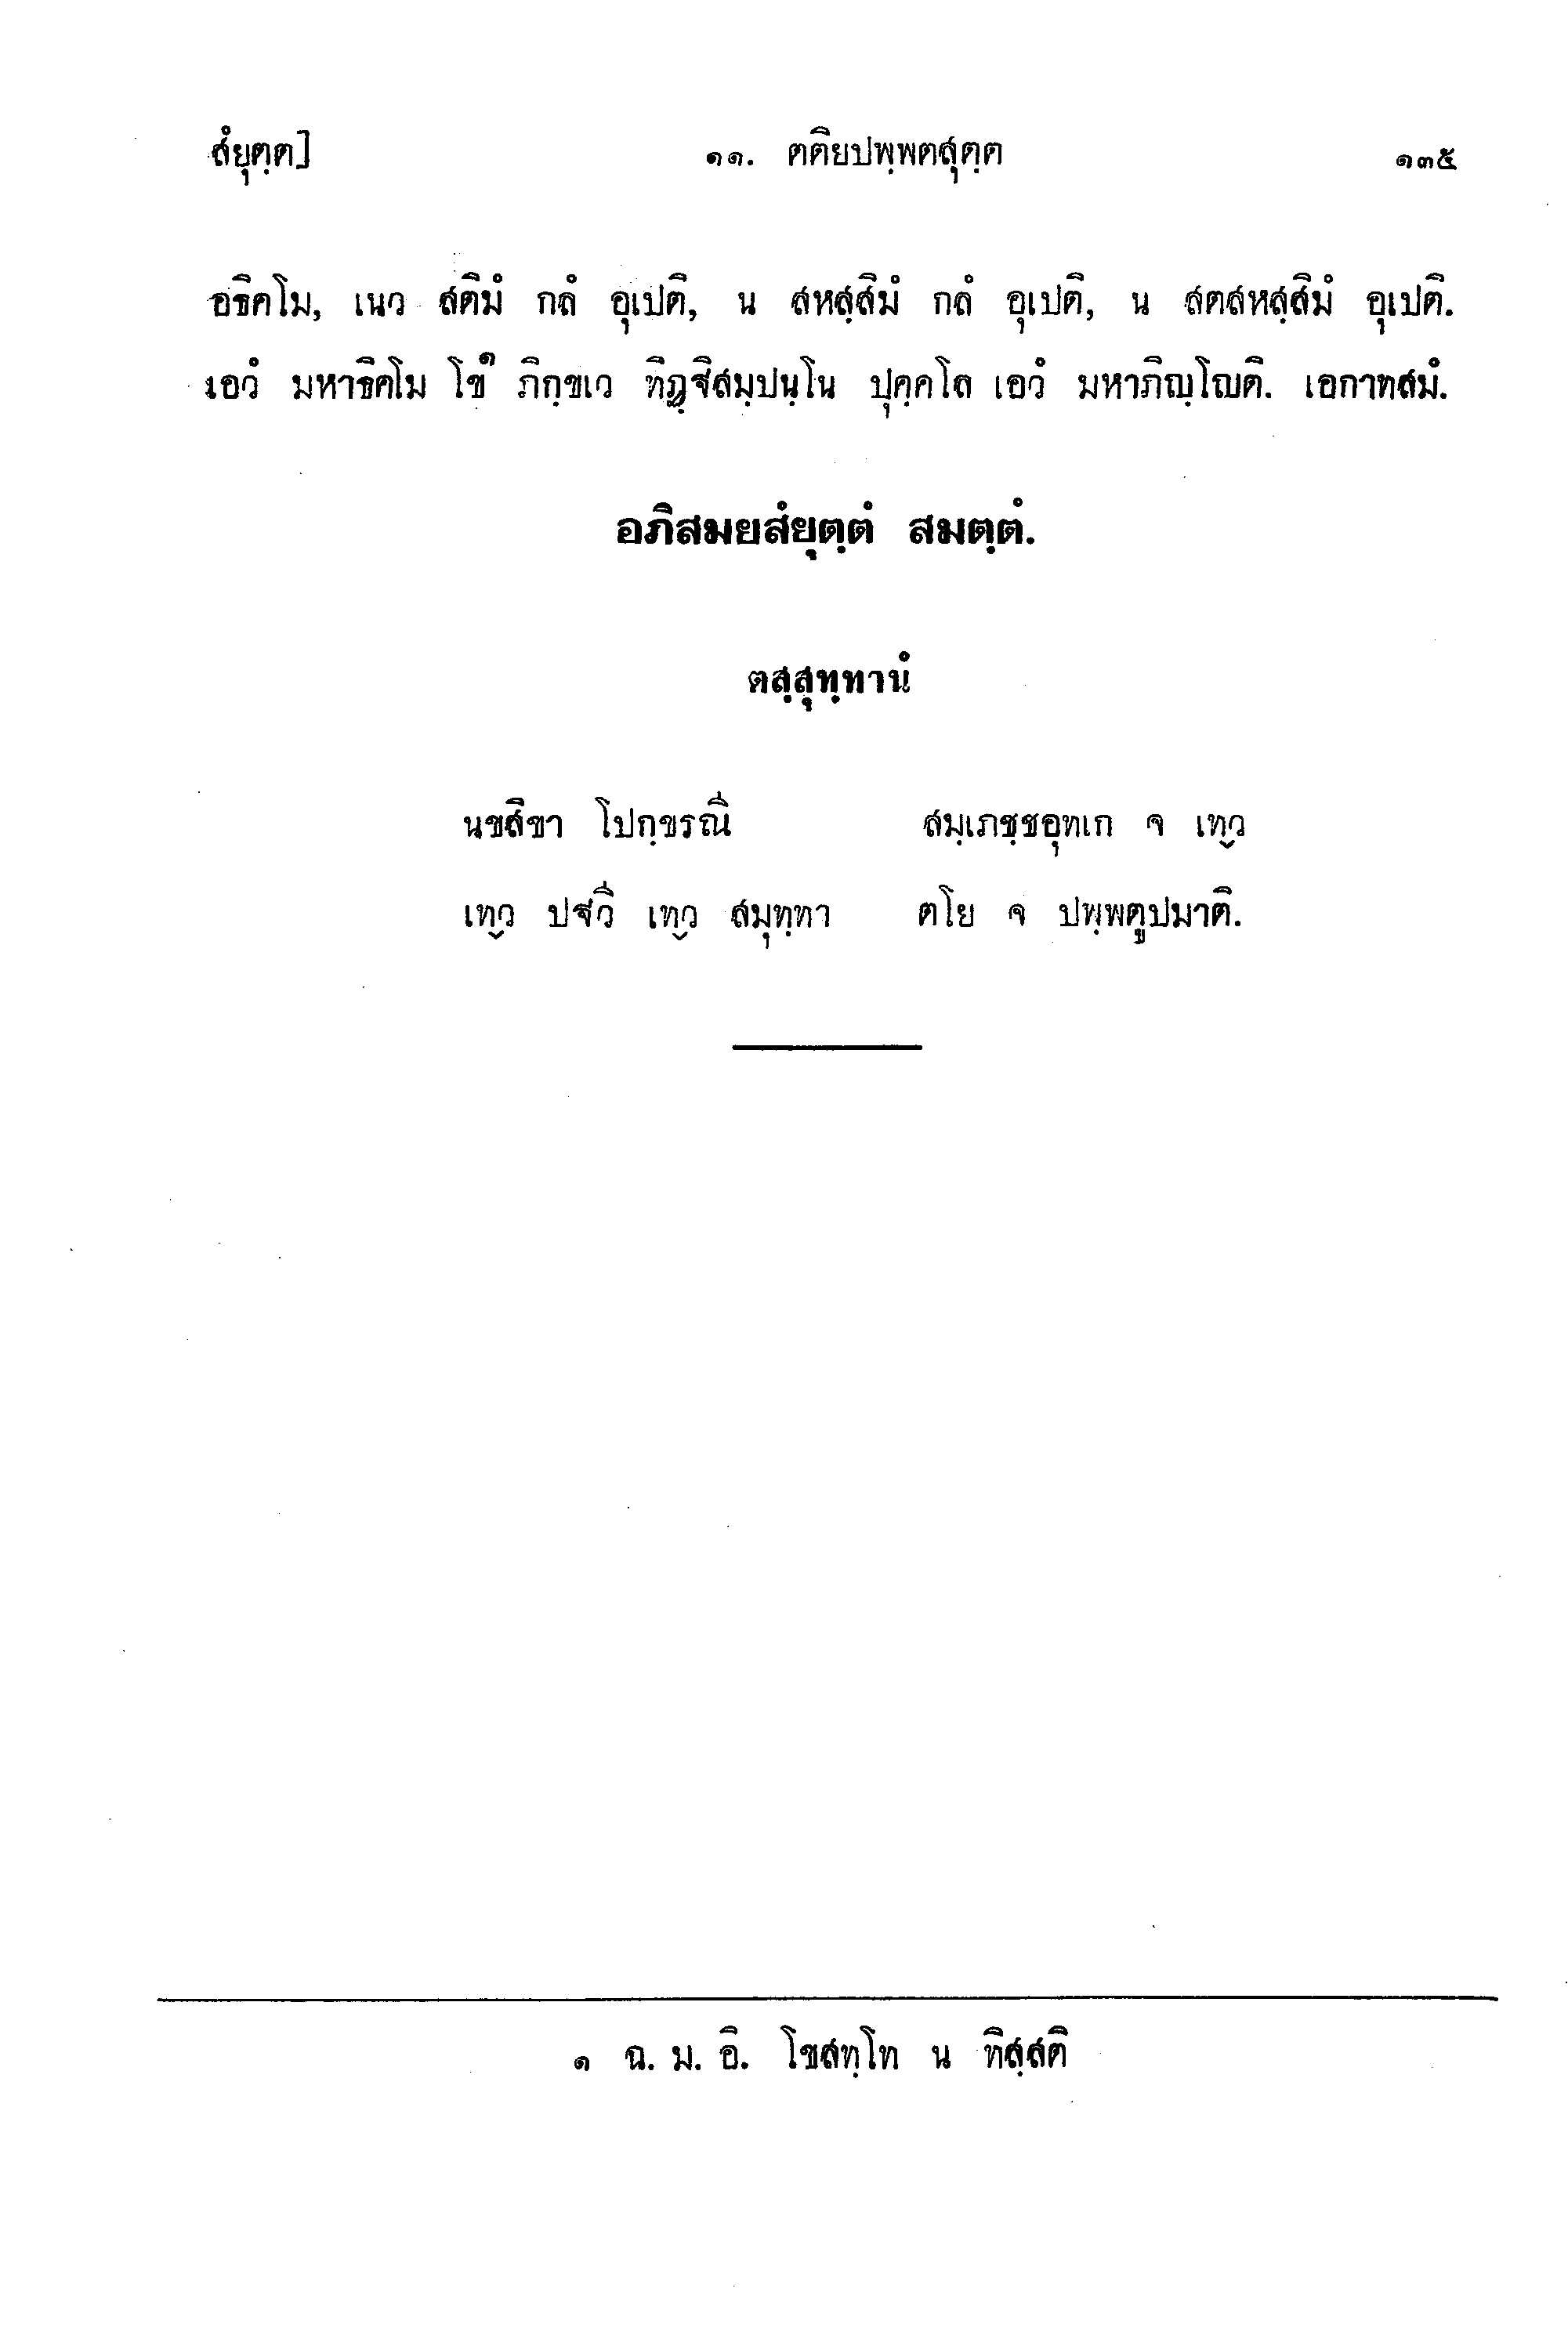 สํยุตฺต]
๑๑. ตติยปพฺพตสุตฺต
๑๓๕
อธิคโม, เนว สติมํ กลํ อุเปติ, น สหสฺสิมํ กลํ อุเปติ, น สตสหสฺสิมํ อุเปติ.
เอวํ มหาธิคโม โข๑ ภิกฺขเว ทิฏฺฐิสมฺปนฺโน ปุคฺคโล เอวํ มหาภิญฺโญติ. เอกาทสมํ.
อภิสมยสํยุตฺตํ สมตฺตํ.
ตสฺสุทฺทานํ
นขสิขา โปกฺขรณี สมฺเภชฺชอุทเก จ เทฺว
เทฺว ปฐวี เทฺว สมุทฺทา ตโย จ ปพฺพตูปมาติ.
๑ ฉ. ม. อิ. โขสทฺโท น ทิสฺสติ